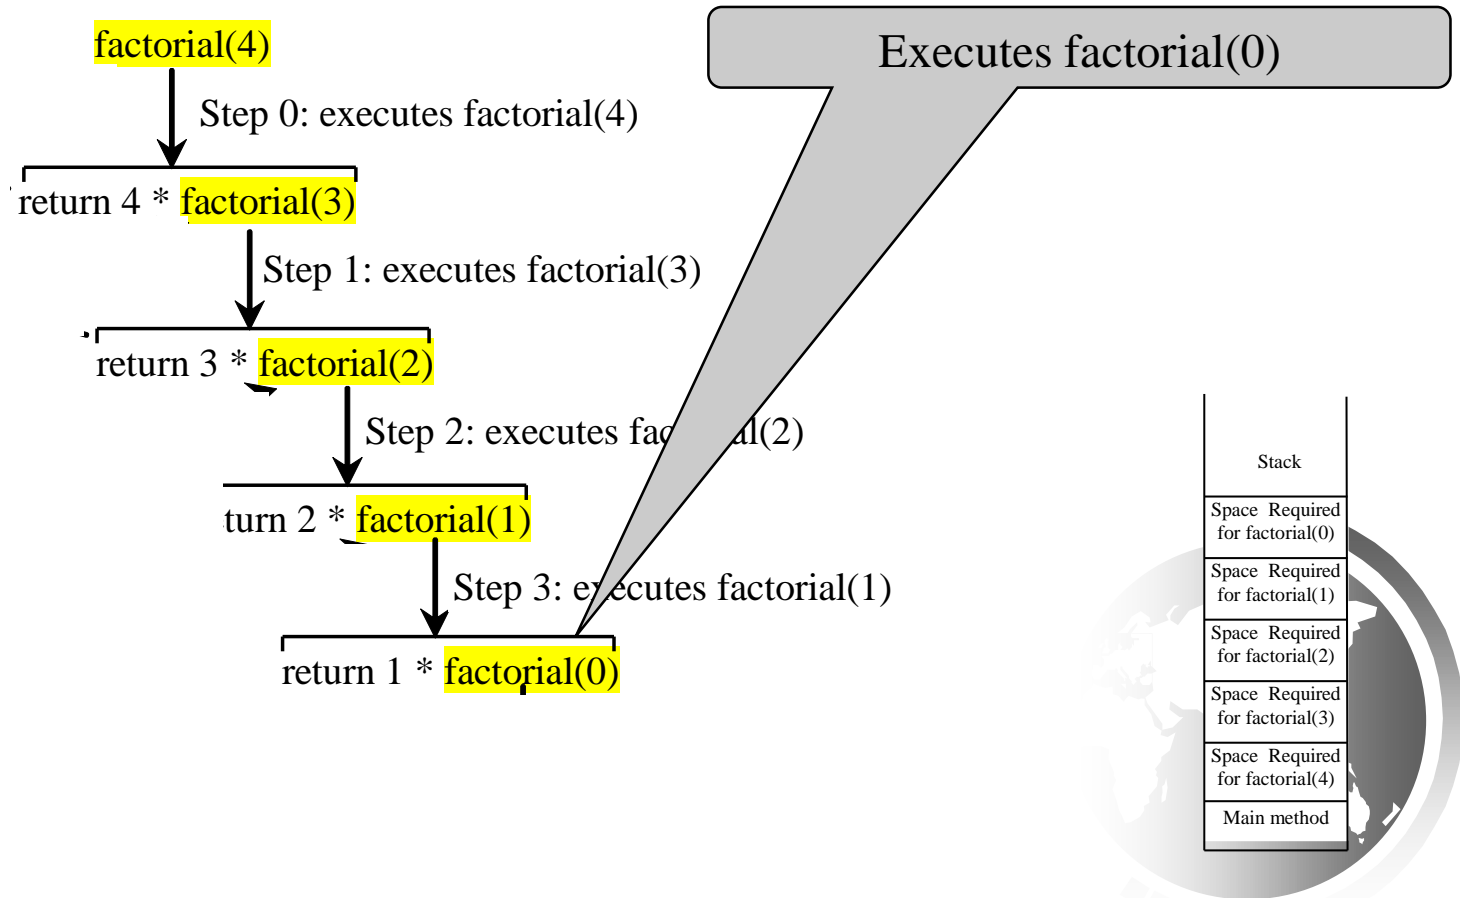 factorial(4)
Executes factorial(0)
Step 0: executes factorial(4)
return 4 * factorial(3)
Step 1: executes factorial(3)
return 3 * factorial(2)
Step 2: executes fac al(2)
turn 2 * factorial(1)
Step 3: executes factorial(1)
return 1 * factorial(0)
Stack
Space Required
for factorial(0)
Space Required
for factorial(1)
Space Required
for factorial(2)
Space Required
for factorial(3)
Space Required
for factorial(4)
Main method